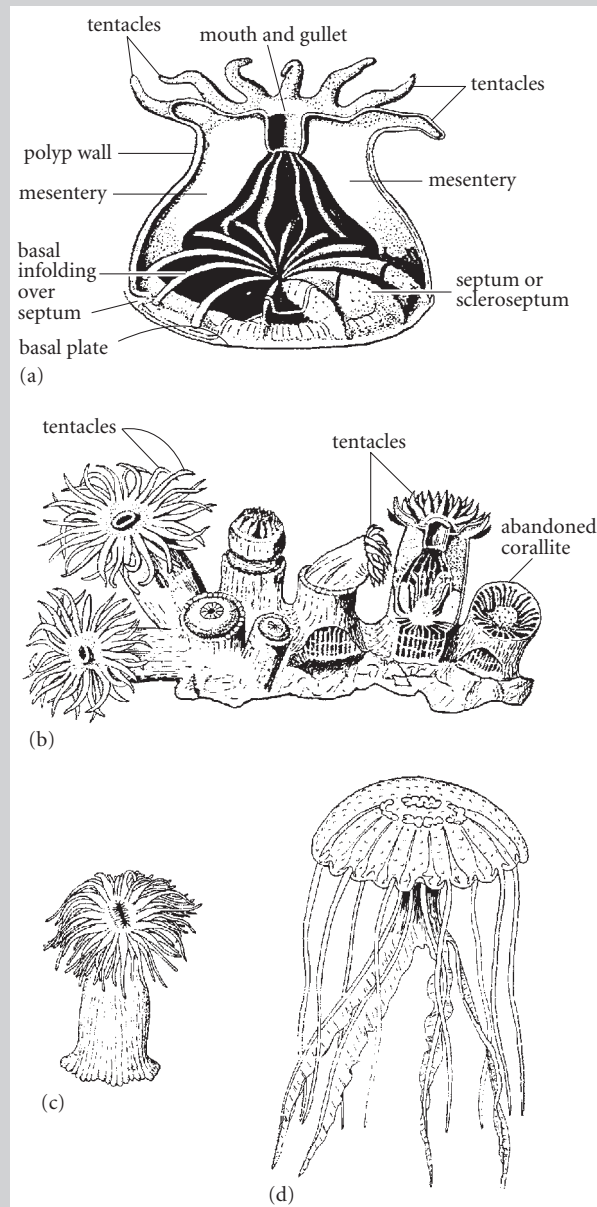 tentacles
mouth and gullet
tentacles
polyp wall
mesentery
mesentery
basal
infolding
over
septum
septum or
scleroseptum
basal plate
(a)
tentacles
tentacles
abandoned
corallite
(b)
(c)
(d)